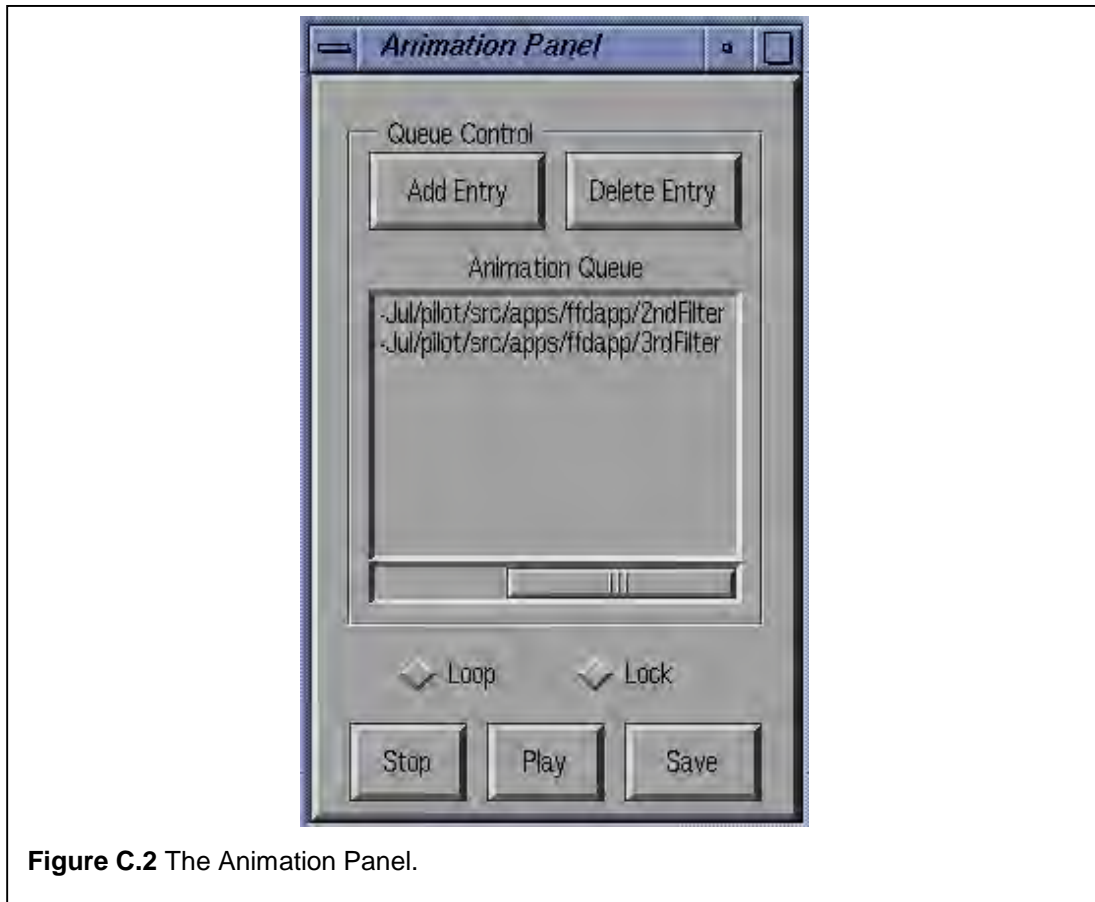 Animation Panel
Queue Control
Add Entry Delete Entry
Animation Queue
-Jul/pilot/src/apps/ffdapp/2ndFilter
-Jul/pilot/src/apps/ffdapp/3rdFilter
Loop Lock
Stop Play Save
Figure C.2 The Animation Panel.